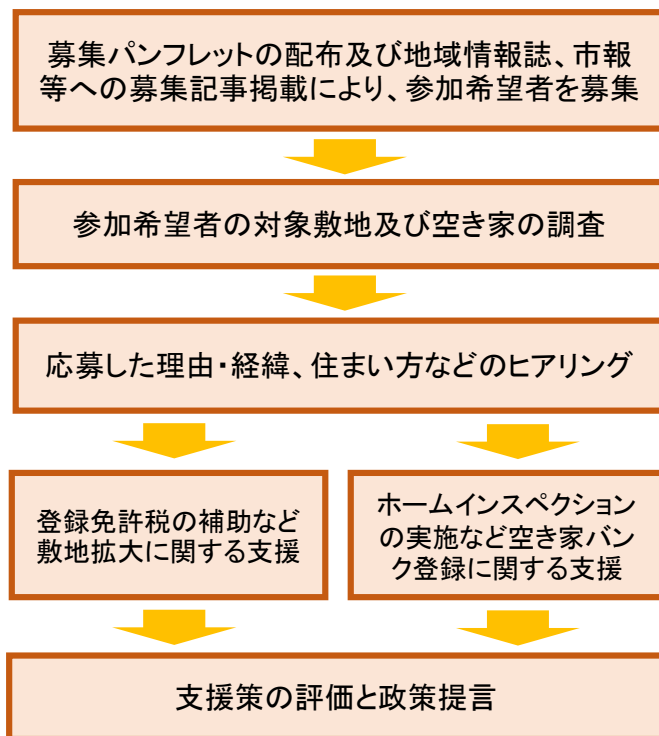 募集パンフレットの配布及び地域情報誌、市報
等への募集記事掲載により、参加希望者を募集
参加希望者の対象敷地及び空き家の調査
応募した理由・経緯、住まい方などのヒアリング
登録免許税の補助など
敷地拡大に関する支援
ホームインスペクション
の実施など空き家バン
ク登録に関する支援
支援策の評価と政策提言